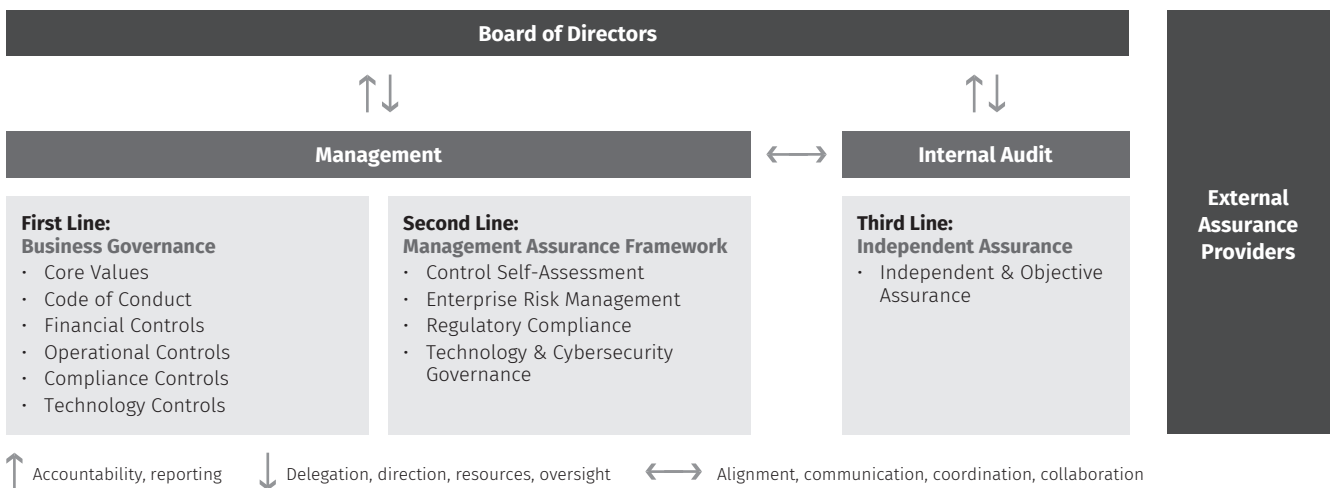 Board of Directors
Management
Internal Audit
External
Assurance
Providers
First Line:
Business Governance
· Core Values
· Code of Conduct
· Financial Controls
· Operational Controls
· Compliance Controls
· Technology Controls
Second Line:
Management Assurance Framework
· Control Self-Assessment
· Enterprise Risk Management
· Regulatory Compliance
· Technology & Cybersecurity
Governance
Third Line:
Independent Assurance
· Independent & Objective
Assurance
Accountability, reporting
Delegation, direction, resources, oversight
Alignment, communication, coordination, collaboration